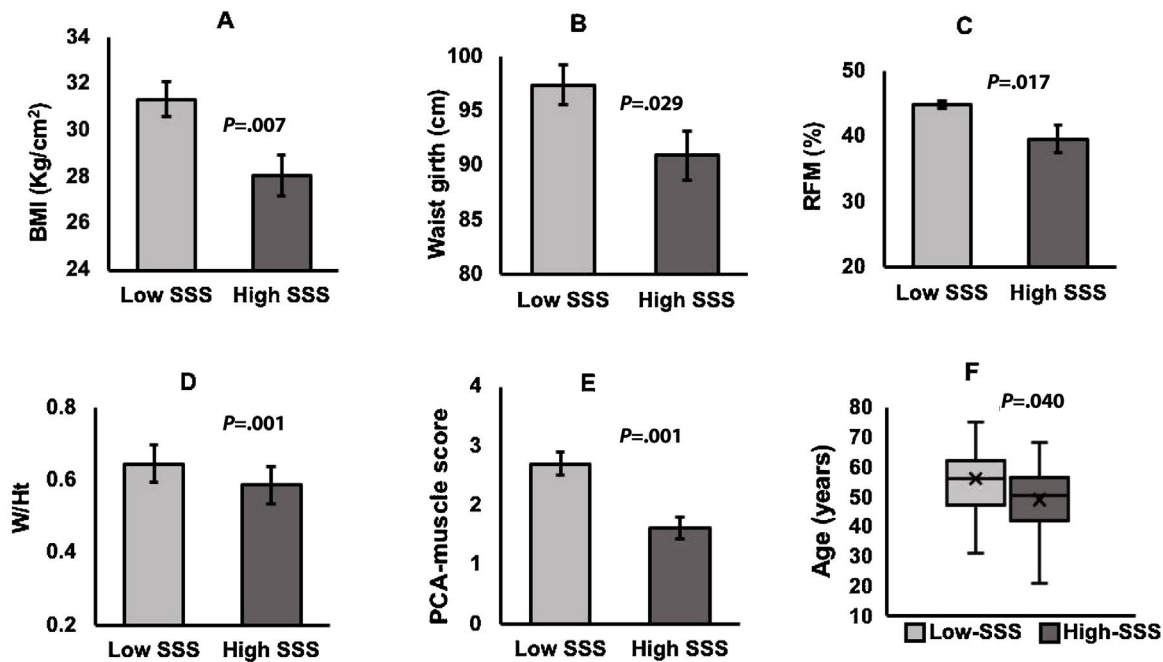 A
BMI (Kg/cm²)
34
32
30
28
26
24
P=.007
Low SSS High SSS
B
Waist girth (cm)
100
95
90
85
80
P=.029
Low SSS High SSS
C
RFM (%)
50
40
30
20
P=.017
Low SSS High SSS
D
W/Ht
0.8
0.6
0.4
0.2
P=.001
Low SSS High SSS
E
PCA-muscle score
4
3
2
1
0
P=.001
Low SSS High SSS
F
Age (years)
80
70
60
50
40
30
20
10
P=.040
Low-SSS High-SSS